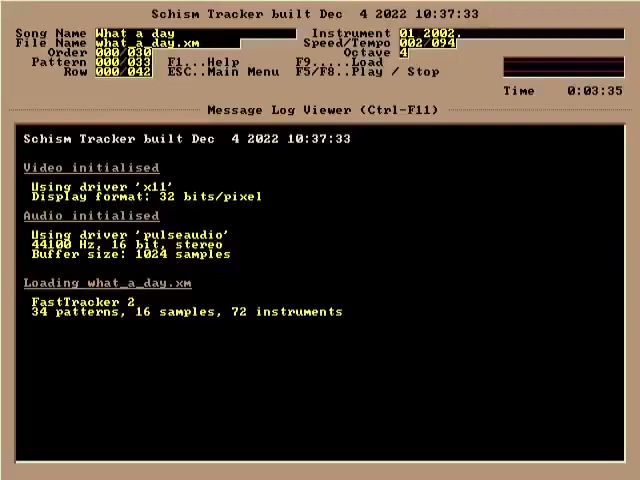 Schism Tracker built Dec  4 2022 10:37:33
Song Name What a day Instrument 01 2002.
File Name what_a_day.xm Speed/Tempo 002/094
Order 000/030 Octave 4
Pattern 000/033 F1...Help F9.....Load
Row 000/042 ESC..Main Menu F5/F8..Play / Stop
Time 0:03:35
Message Log Viewer (Ctrl-F11)
Schism Tracker built Dec  4 2022 10:37:33
Video initialised
Using driver 'x11'
Display format: 32 bits/pixel
Audio initialised
Using driver 'pulseaudio'
44100 Hz, 16 bit, stereo
Buffer size: 1024 samples
Loading what_a_day.xm
FastTracker 2
34 patterns, 16 samples, 72 instruments